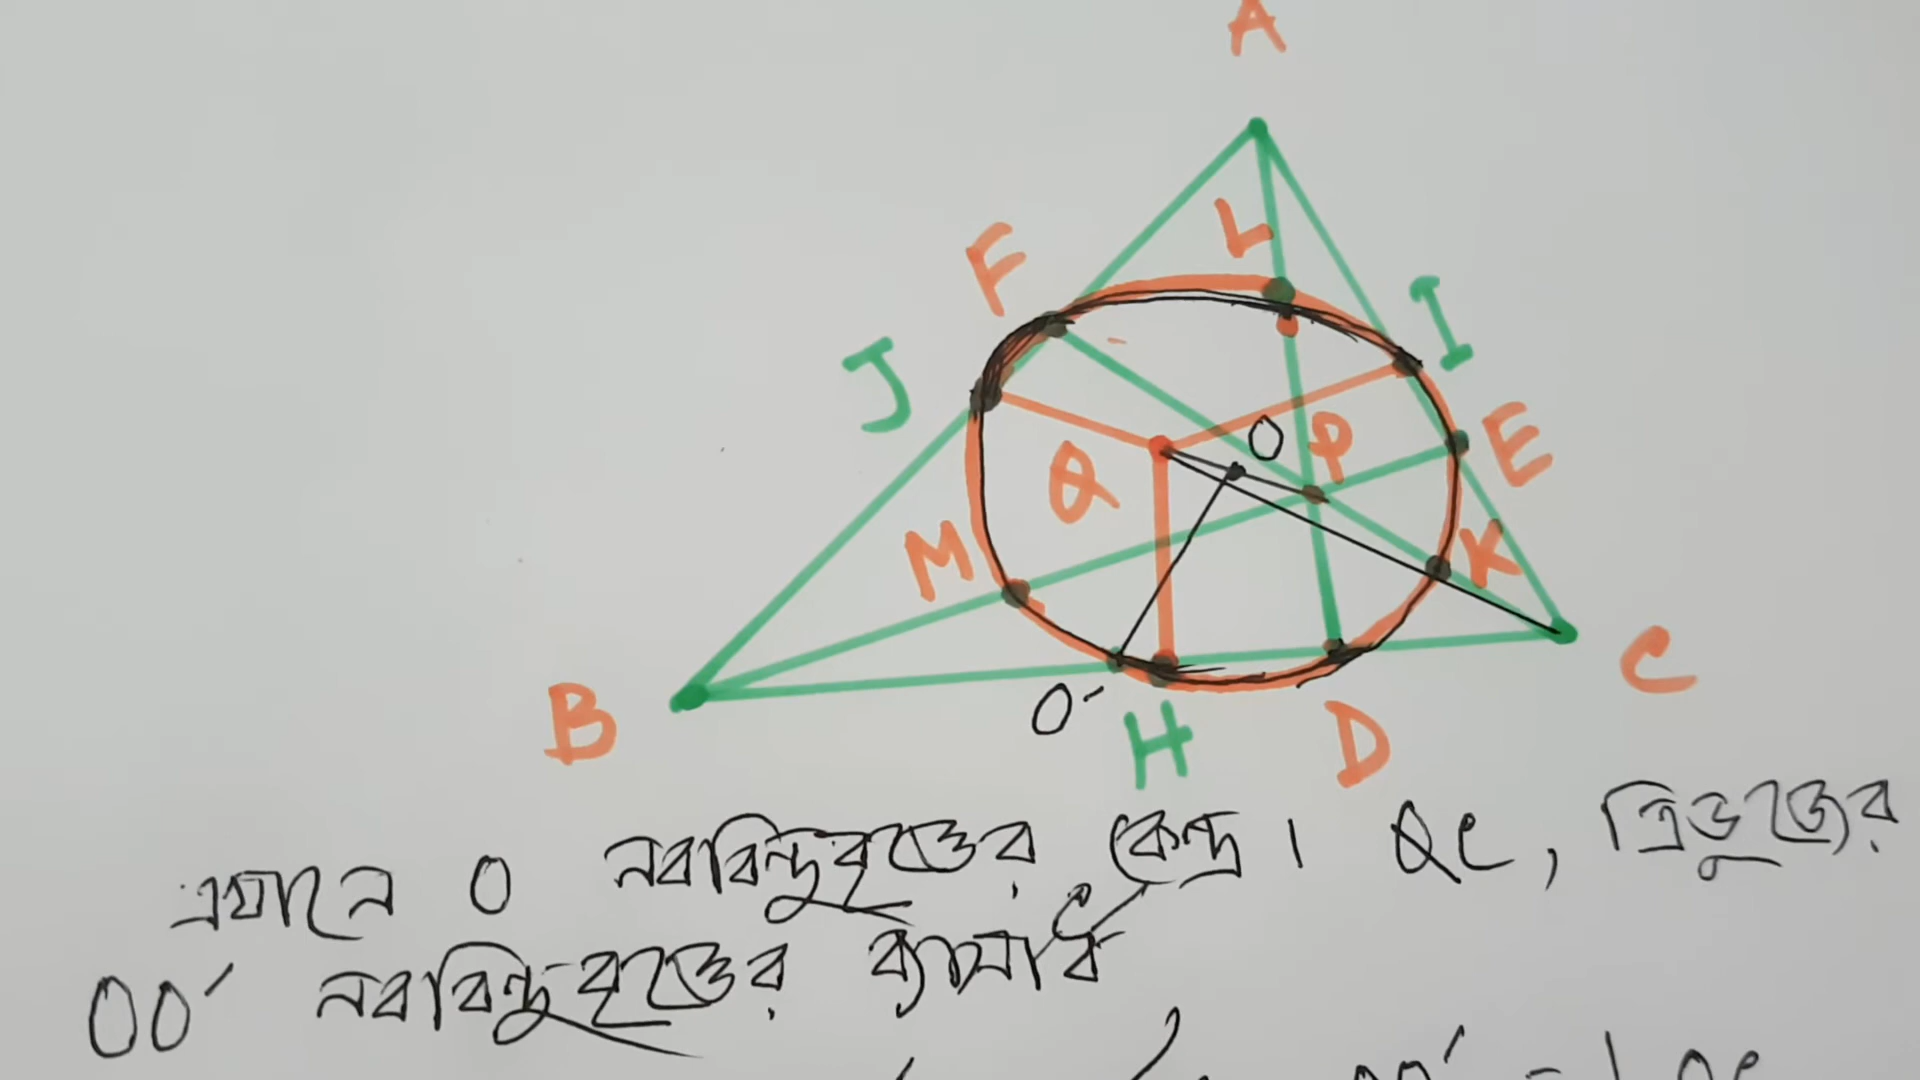 A
L
F
I
J
O
P
E
Q
M
K
C
B
O'
H
D
এখানে O নববিন্দুবৃত্তের কেন্দ্র। QC, ত্রিভুজের
OO' নববিন্দুবৃত্তের ব্যাসার্ধ